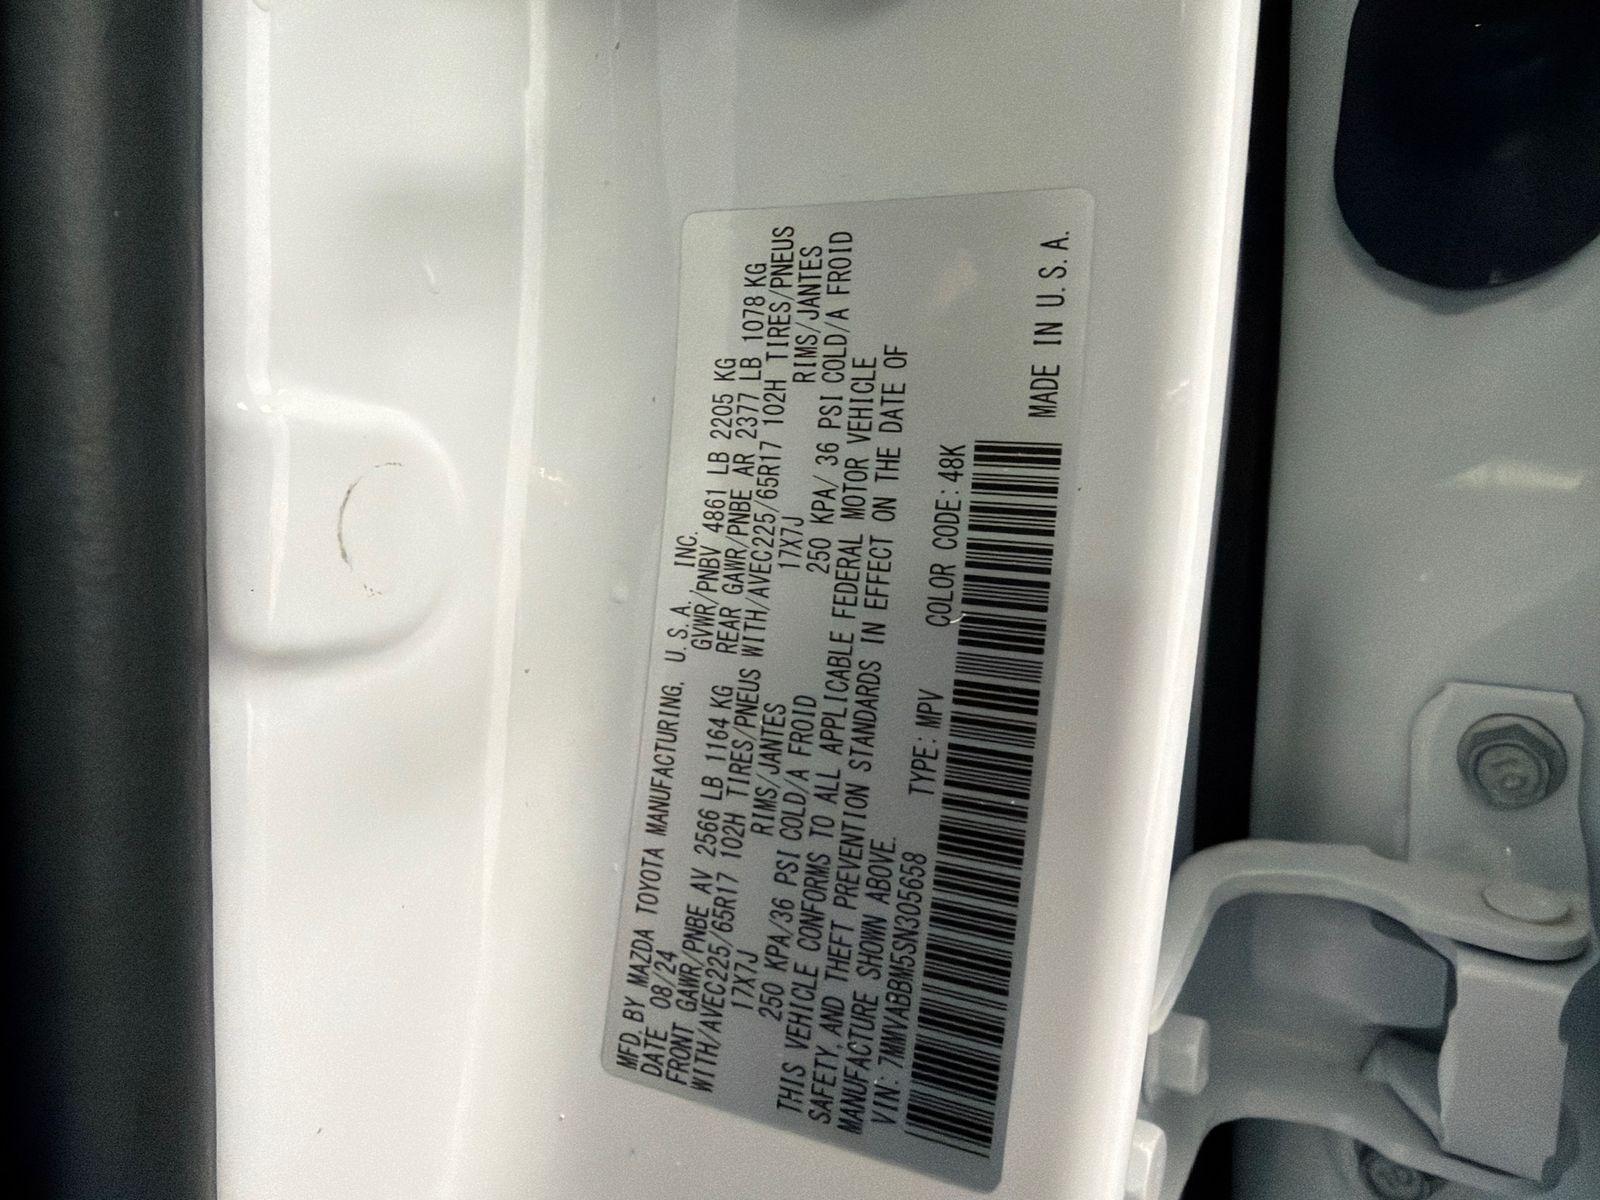 MFD. BY MAZDA TOYOTA MANUFACTURING, U.S.A., INC.
DATE 08/24 GVWR/PNBV 4861 LB 2205 KG
FRONT GAWR/PNBE AV 2566 LB 1164 KG REAR GAWR/PNBE AR 2377 LB 1078 KG
WITH/AVEC225/65R17 102H TIRES/PNEUS WITH/AVEC225/65R17 102H TIRES/PNEUS
17X7J RIMS/JANTES 17X7J RIMS/JANTES
250 KPA/36 PSI COLD/A FROID 250 KPA/ 36 PSI COLD/A FROID
THIS VEHICLE CONFORMS TO ALL APPLICABLE FEDERAL MOTOR VEHICLE
SAFETY, AND THEFT PREVENTION STANDARDS IN EFFECT ON THE DATE OF
MANUFACTURE SHOWN ABOVE.
VIN: 7MMVABBM5SN305658 TYPE: MPV COLOR CODE: 48K
MADE IN U.S.A.